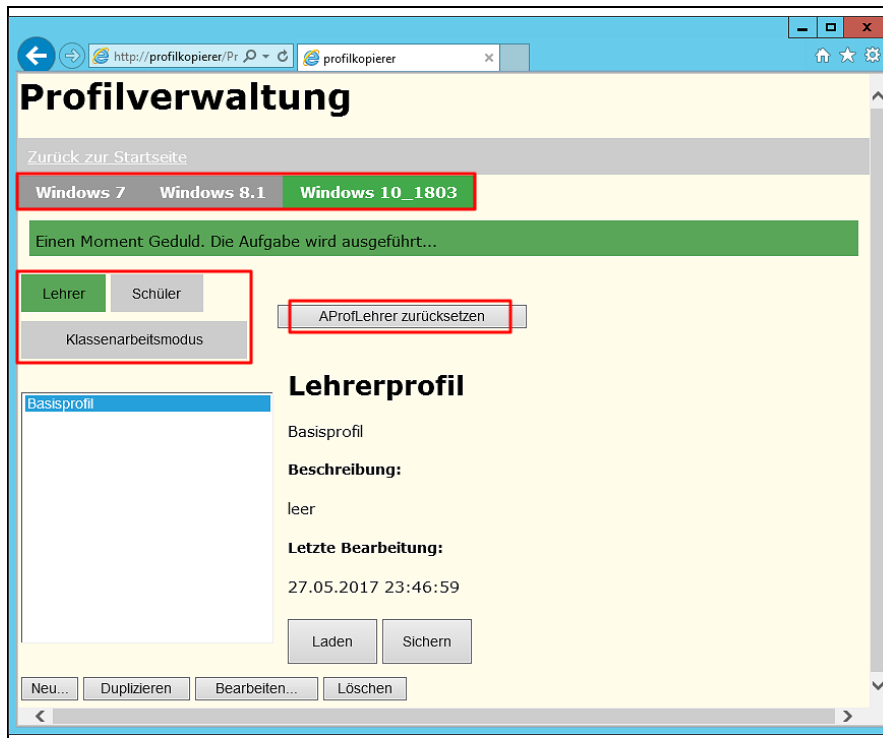 http://profilkopierer/Pr
profilkopierer
Profilverwaltung
Zurück zur Startseite
Windows 7 Windows 8.1 Windows 10_1803
Einen Moment Geduld. Die Aufgabe wird ausgeführt...
Lehrer Schüler
AProfLehrer zurücksetzen
Klassenarbeitsmodus
Basisprofil
Lehrerprofil
Basisprofil
Beschreibung:
leer
Letzte Bearbeitung:
27.05.2017 23:46:59
Laden Sichern
Neu... Duplizieren Bearbeiten... Löschen